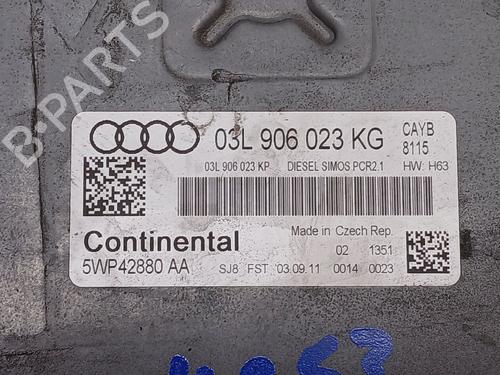 B-PARTS
03L 906 023 KG
CAYB
8115
03L 906 023 KP DIESEL SIMOS PCR2.1 HW: H63
Continental
Made in Czech Rep.
02 1351
5WP42880 AA
SJ8 FST 03.09.11 0014 0023